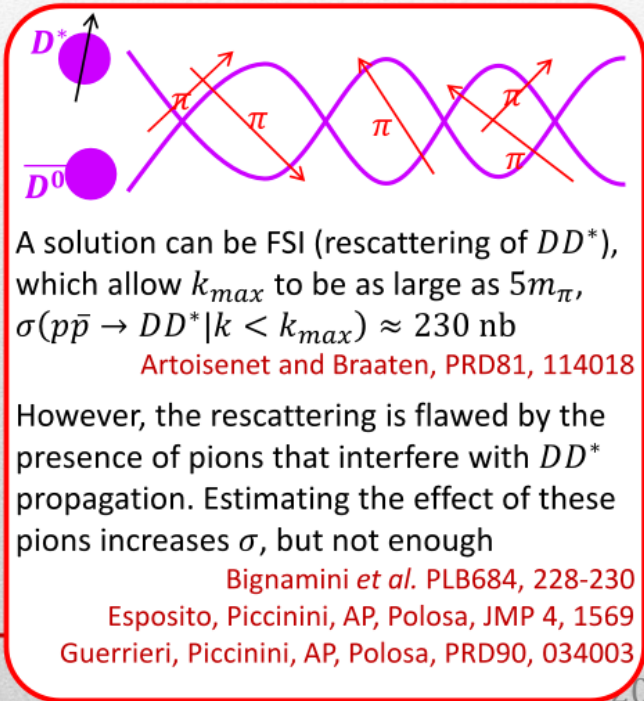 D*
π
π
π
π
π
D⁰
A solution can be FSI (rescattering of DD*),
which allow k_max to be as large as 5m_π,
σ(pp̄ → DD*|k < k_max) ≈ 230 nb
Artoisenet and Braaten, PRD81, 114018
However, the rescattering is flawed by the
presence of pions that interfere with DD*
propagation. Estimating the effect of these
pions increases σ, but not enough
Bignamini et al. PLB684, 228-230
Esposito, Piccinini, AP, Polosa, JMP 4, 1569
Guerrieri, Piccinini, AP, Polosa, PRD90, 034003